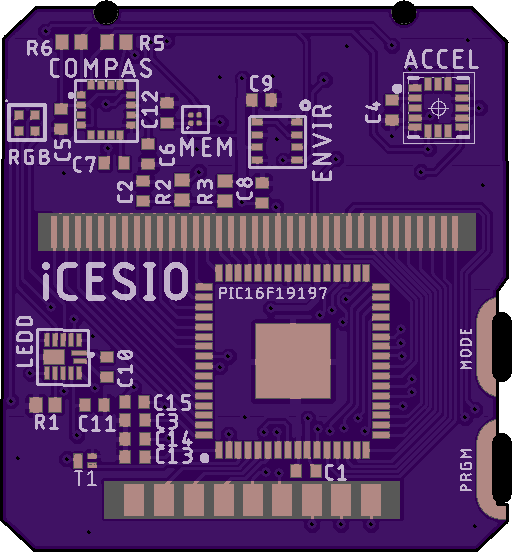 R6
R5
COMPAS
ACCEL
C9
C12
C4
ENVIR
RGB
C5
C7
C6
MEM
C2
R2
R3
C8
iCESIO
PIC16F19197
LEDD
C10
MODE
R1
C11
C15
C3
C14
C13
T1
C1
PRGM